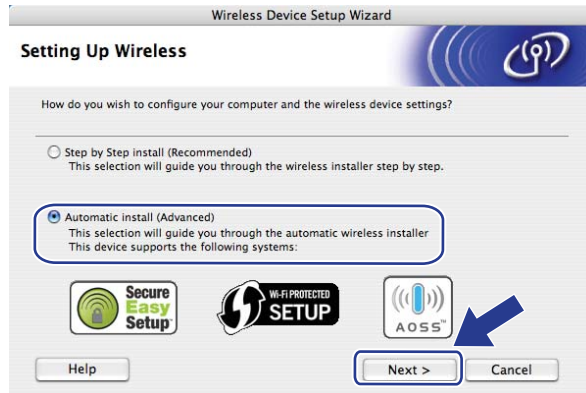 Wireless Device Setup Wizard
Setting Up Wireless
How do you wish to configure your computer and the wireless device settings?
Step by Step install (Recommended)
This selection will guide you through the wireless installer step by step.
Automatic install (Advanced)
This selection will guide you through the automatic wireless installer
This device supports the following systems:
Secure
Easy
Setup
Wi-Fi PROTECTED
SETUP
AOSS™
Help
Next >
Cancel